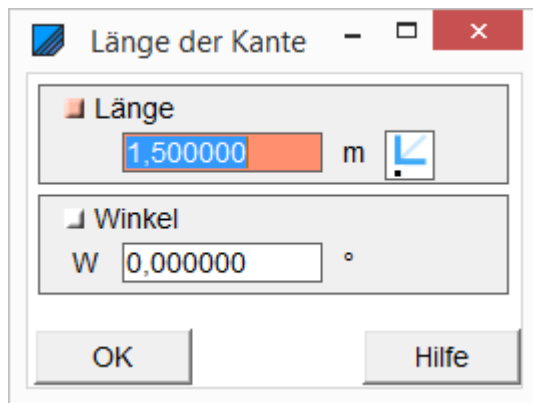 Länge der Kante
Länge
1,500000 m
Winkel
W 0,000000 °
OK Hilfe